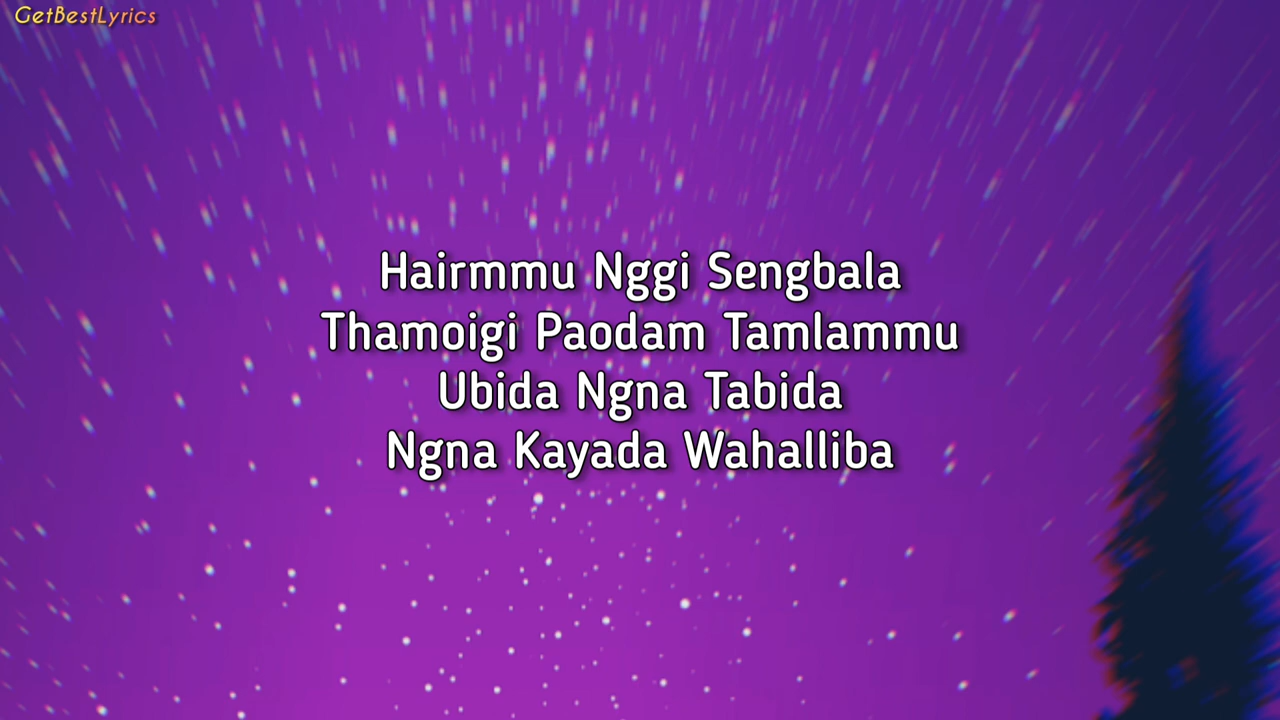 GetBestLyrics
Hairmmu Nggi Sengbala
Thamoigi Paodam Tamlammu
Ubida Ngna Tabida
Ngna Kayada Wahalliba